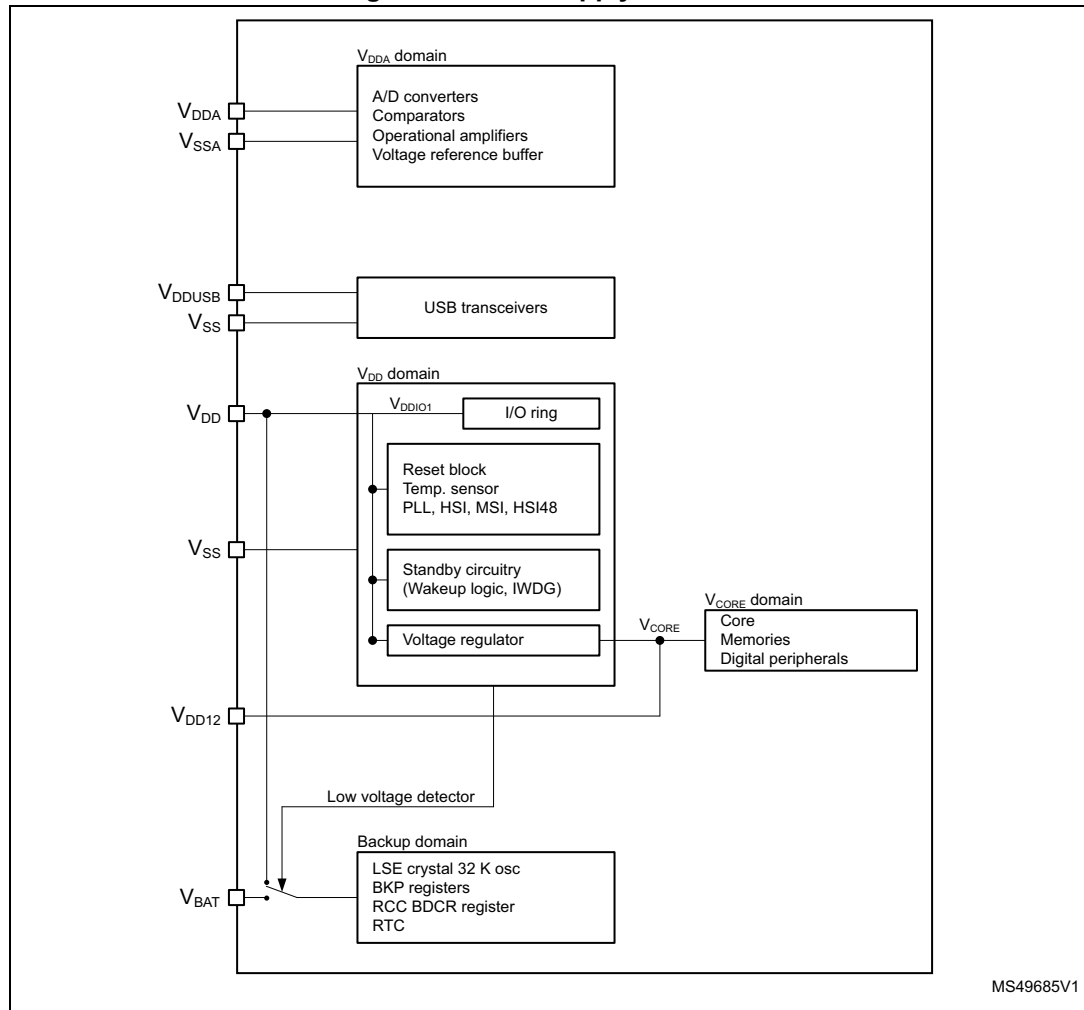 V_DDA domain
A/D converters
Comparators
Operational amplifiers
Voltage reference buffer
V_DDA
V_SSA
V_DDUSB
V_SS
USB transceivers
V_DD domain
V_DD
V_DDIO1
I/O ring
Reset block
Temp. sensor
PLL, HSI, MSI, HSI48
V_SS
Standby circuitry
(Wakeup logic, IWDG)
Voltage regulator
V_CORE
V_CORE domain
Core
Memories
Digital peripherals
V_DD12
Low voltage detector
Backup domain
LSE crystal 32 K osc
BKP registers
RCC BDCR register
RTC
V_BAT
MS49685V1